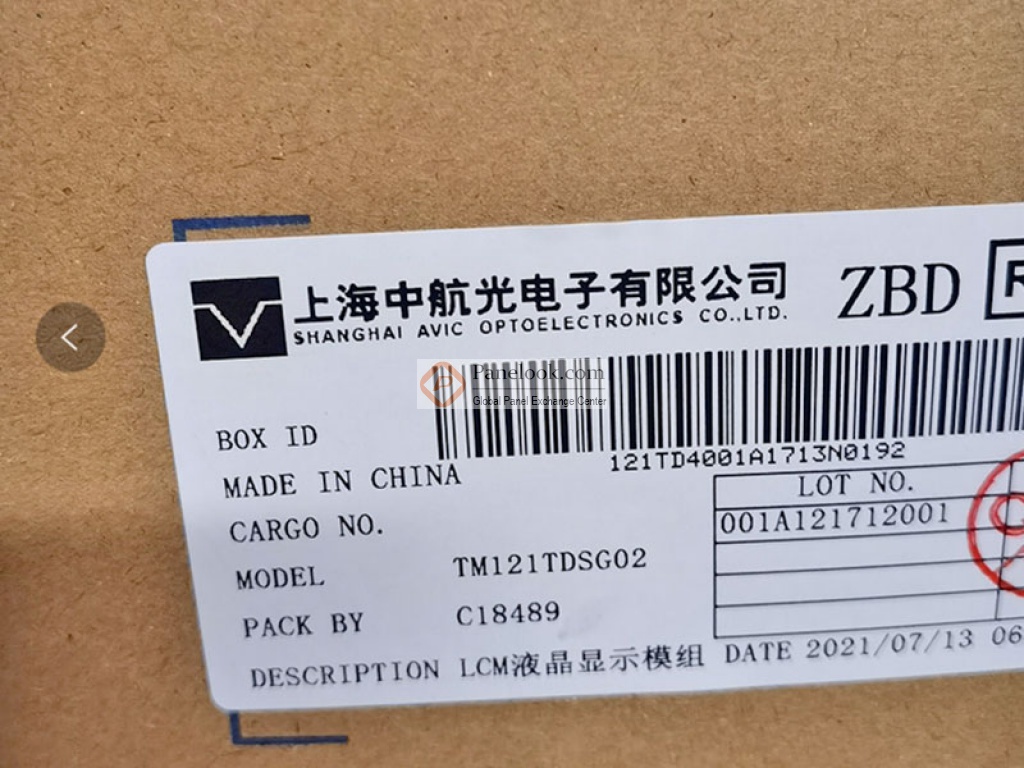 上海中航光电子有限公司 ZBD R
SHANGHAI AVIC OPTOELECTRONICS CO.,LTD.
Panelook.com
Global Panel Exchange Center
BOX ID
121TD4001A1713N0192
MADE IN CHINA
LOT NO.
CARGO NO.
001A121712001
MODEL TM121TDSG02
PACK BY C18489
DESCRIPTION LCM液晶显示模组 DATE 2021/07/13 06